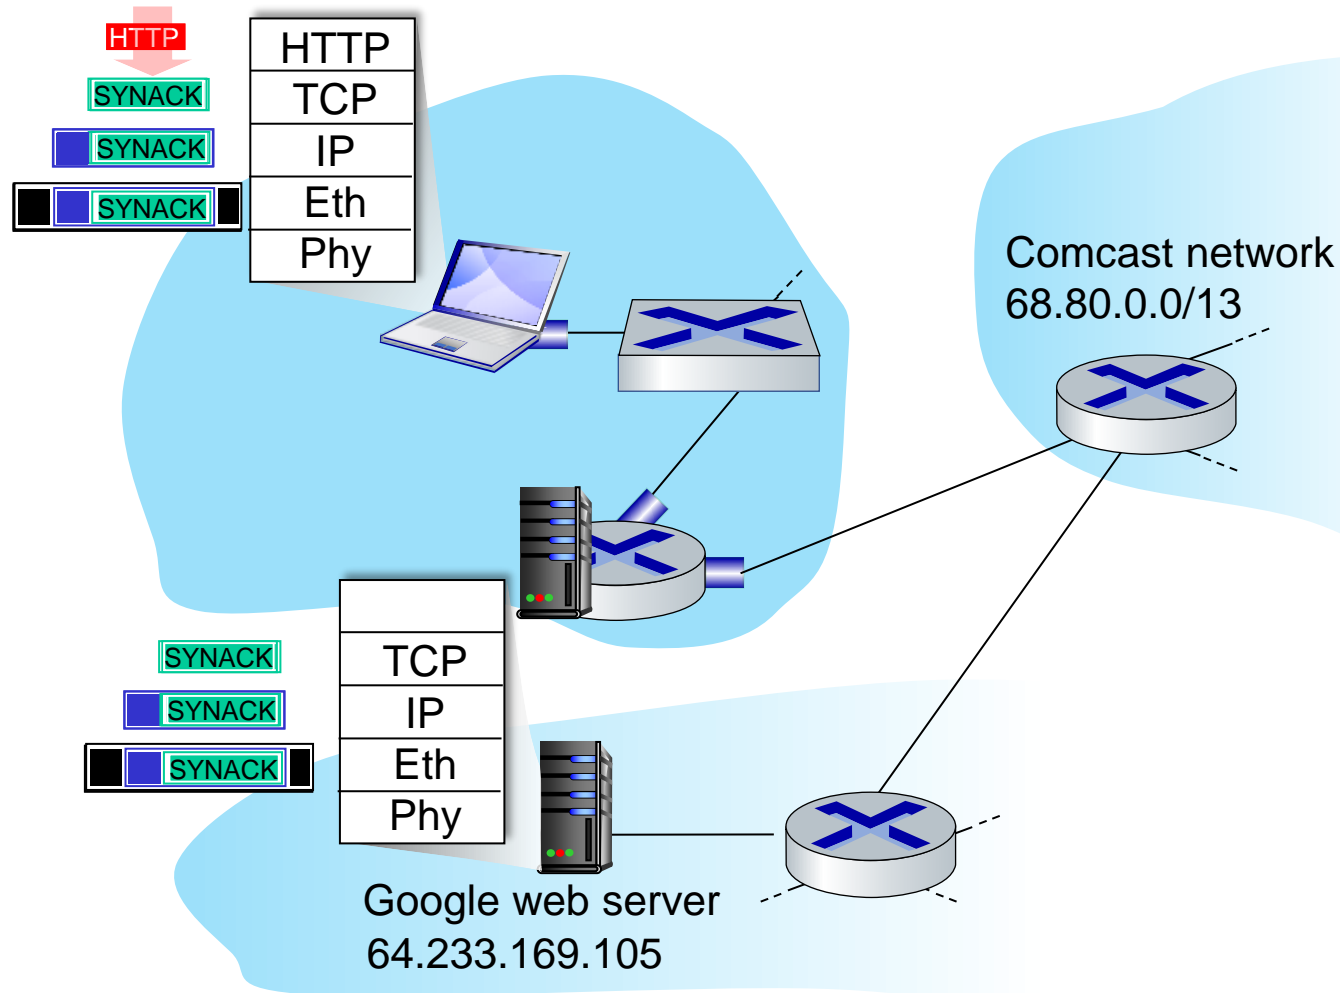 HTTP
SYNACK
SYNACK
SYNACK
HTTP
TCP
IP
Eth
Phy
Comcast network
68.80.0.0/13
SYNACK
SYNACK
SYNACK
TCP
IP
Eth
Phy
Google web server
64.233.169.105